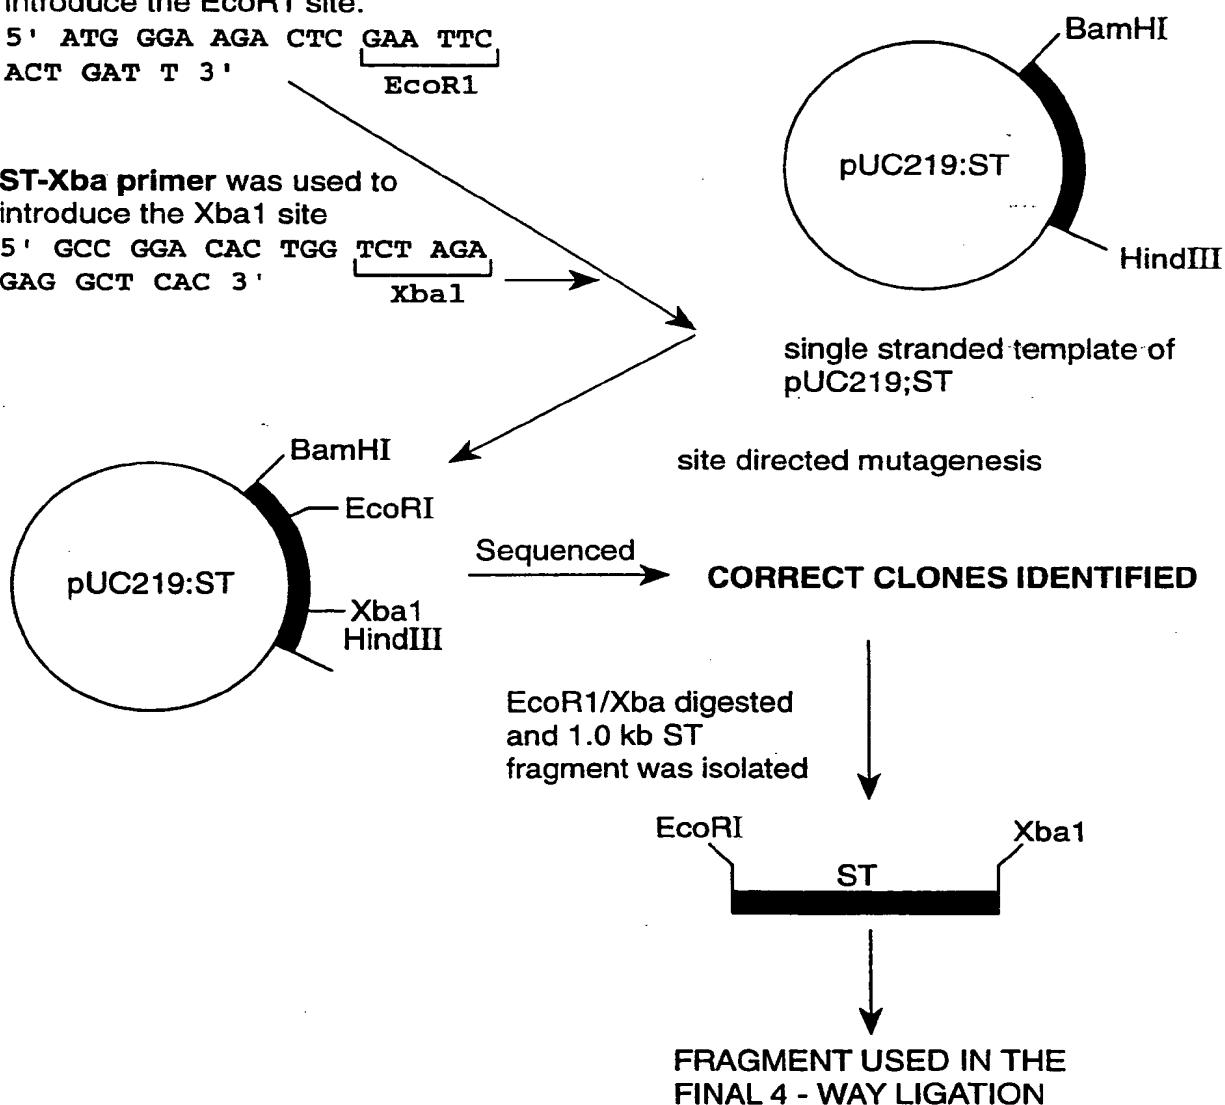 introduce the EcoR1 site.
5' ATG GGA AGA CTC GAA TTC
ACT GAT T 3'
EcoR1
ST-Xba primer was used to
introduce the Xba1 site
5' GCC GGA CAC TGG TCT AGA
GAG GCT CAC 3'
Xba1
BamHI
pUC219:ST
HindIII
single stranded template of
pUC219;ST
site directed mutagenesis
BamHI
EcoRI
pUC219:ST
Xba1
HindIII
Sequenced
CORRECT CLONES IDENTIFIED
EcoR1/Xba digested
and 1.0 kb ST
fragment was isolated
EcoRI
Xba1
ST
FRAGMENT USED IN THE
FINAL 4 - WAY LIGATION